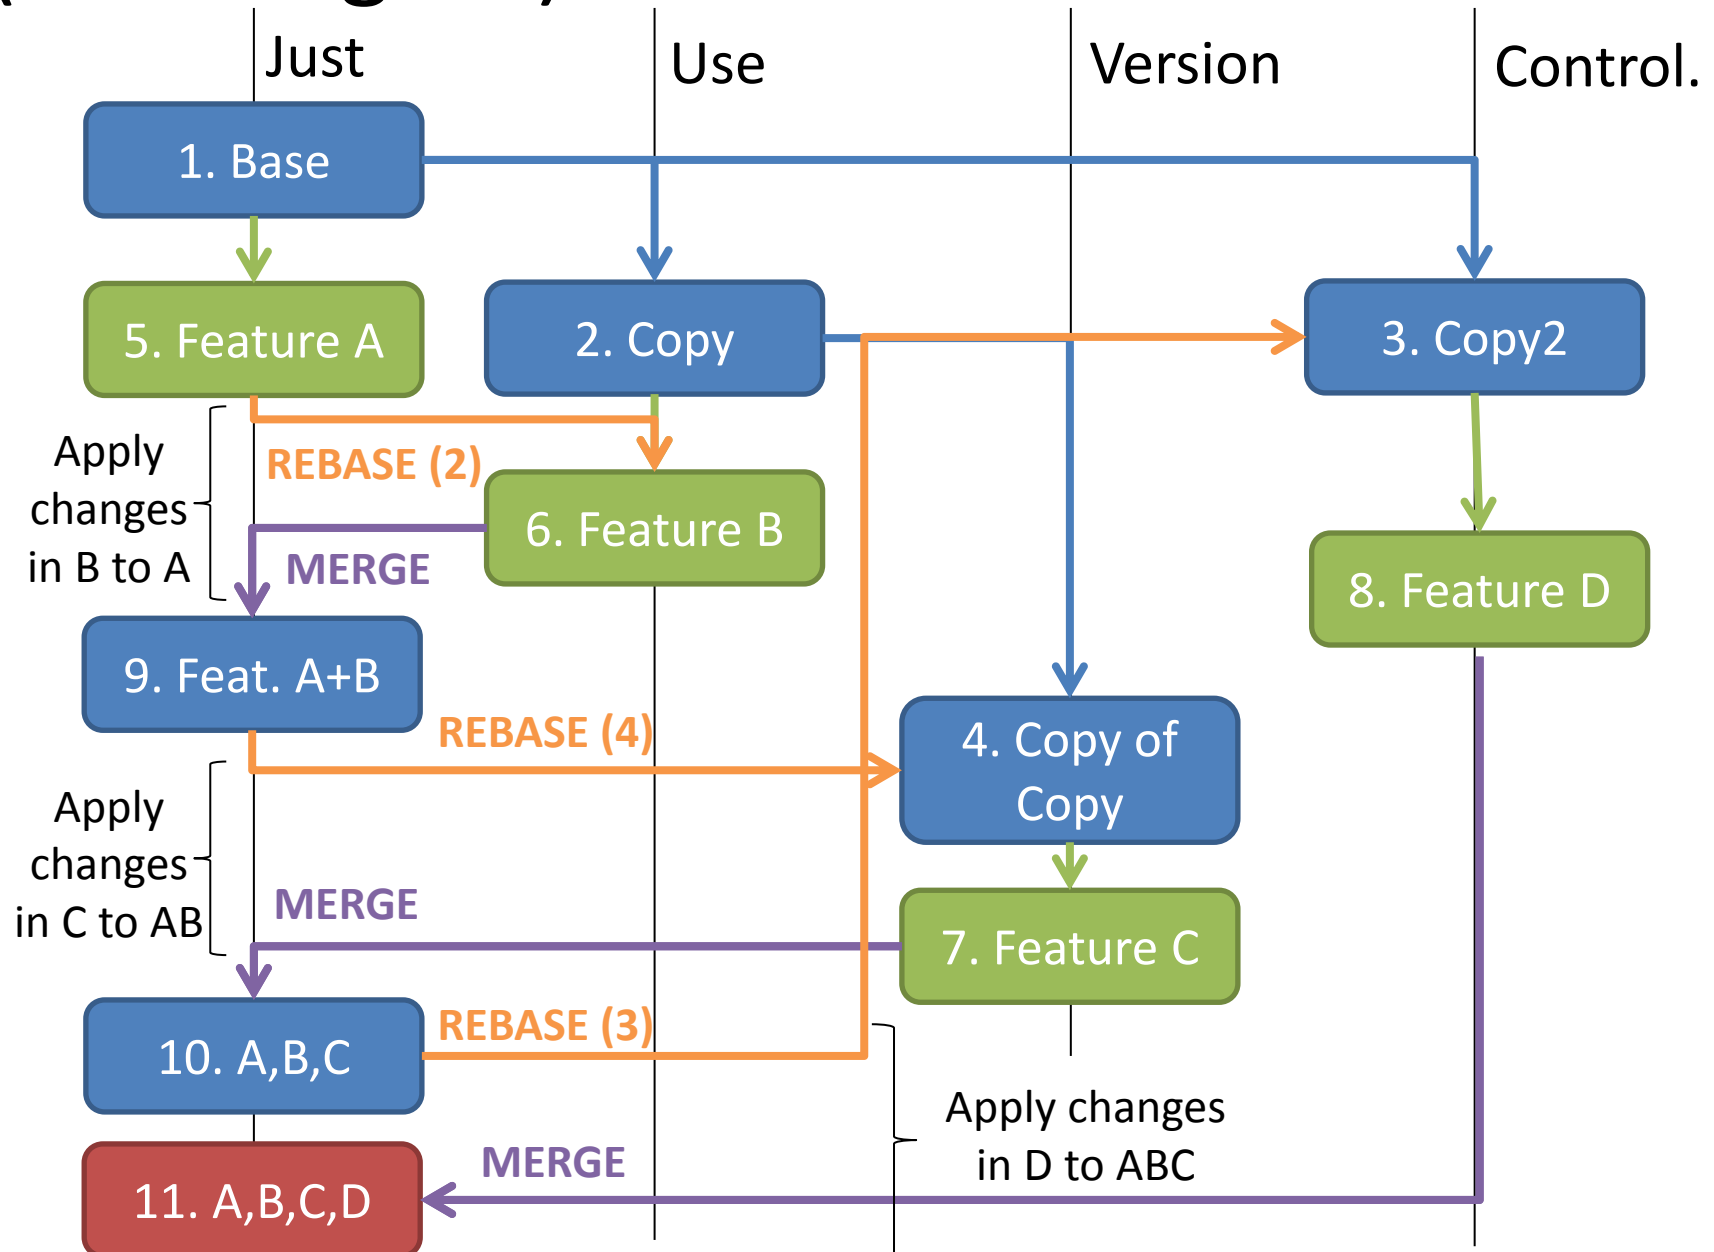 Just
Use
Version
Control.
1. Base
5. Feature A
2. Copy
3. Copy2
Apply
changes
in B to A
REBASE (2)
6. Feature B
MERGE
8. Feature D
9. Feat. A+B
REBASE (4)
4. Copy of
Copy
Apply
changes
in C to AB
MERGE
7. Feature C
10. A,B,C
REBASE (3)
Apply changes
in D to ABC
MERGE
11. A,B,C,D